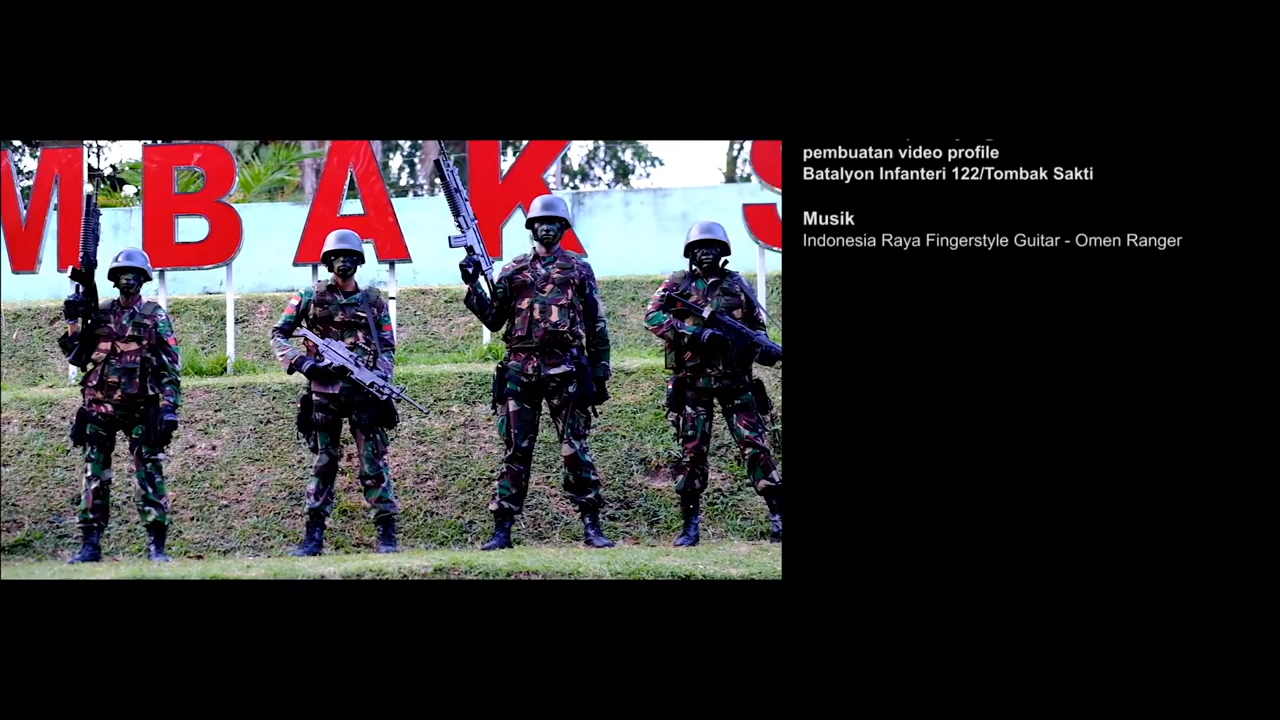 MBAK S
pembuatan video profile
Batalyon Infanteri 122/Tombak Sakti
Musik
Indonesia Raya Fingerstyle Guitar - Omen Ranger